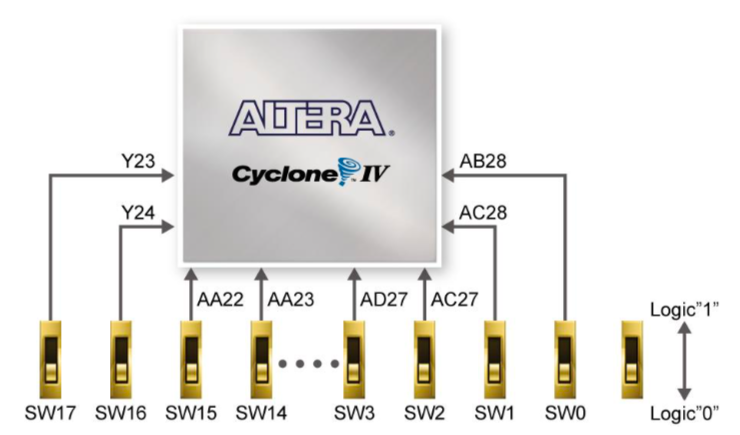 ALTERA.
Cyclone IV
Y23
AB28
Y24
AC28
AA22
AA23
AD27
AC27
Logic”1”
SW17
SW16
SW15
SW14
SW3
SW2
SW1
SW0
Logic”0”